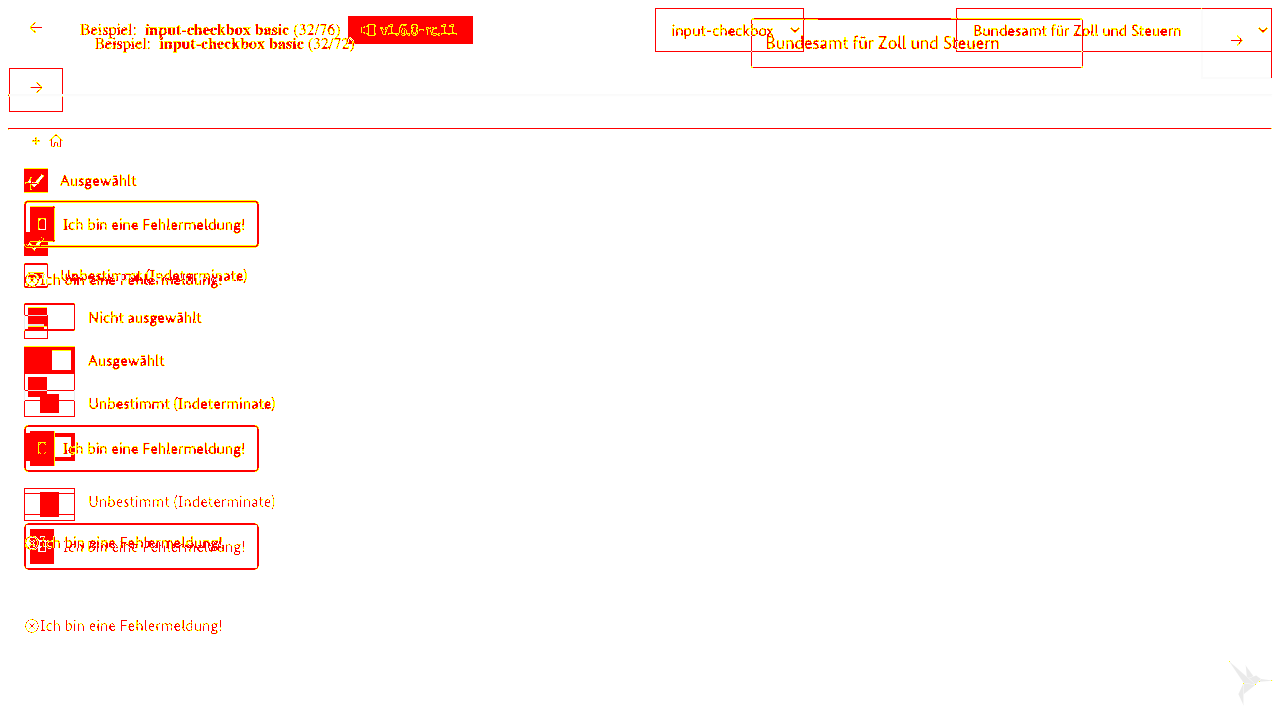 Beispiel: input-checkbox basic (32/76) v1.6.0-rc.11 input-checkbox Bundesamt für Zoll und Steuern
Beispiel: input-checkbox basic (32/72) Bundesamt für Zoll und Steuern
Ausgewählt
Ich bin eine Fehlermeldung!
Unbestimmt (Indeterminate)
Ich bin eine Fehlermeldung!
Nicht ausgewählt
Ausgewählt
Unbestimmt (Indeterminate)
Ich bin eine Fehlermeldung!
Unbestimmt (Indeterminate)
Ich bin eine Fehlermeldung!
Ich bin eine Fehlermeldung!
Ich bin eine Fehlermeldung!